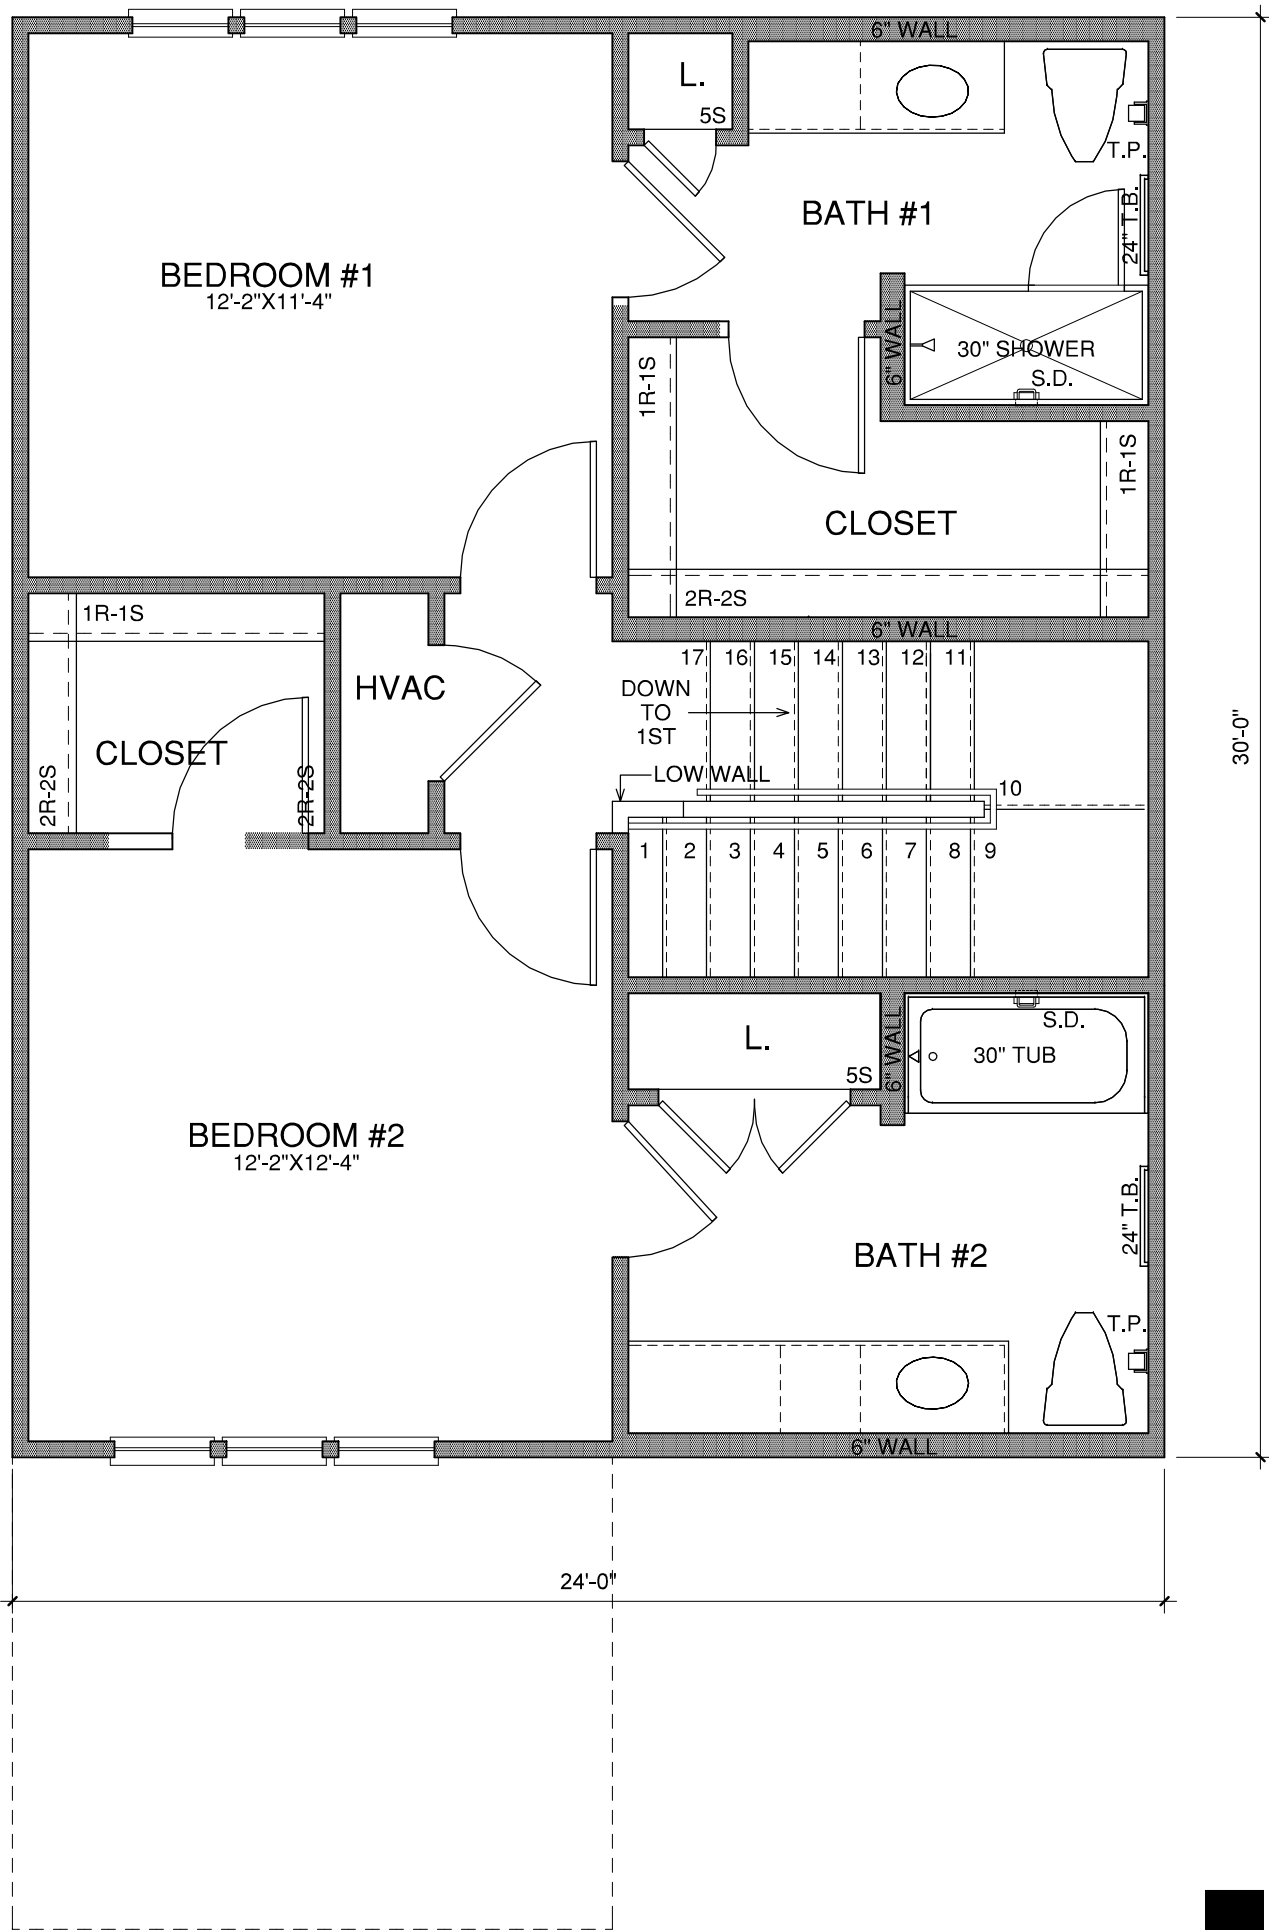 6" WALL
L.
5S
T.P.
BATH #1
24" T.B.
BEDROOM #1
12'-2"X11'-4"
6" WALL
30" SHOWER
S.D.
1R-1S
1R-1S
CLOSET
2R-2S
1R-1S
6" WALL
17 16 15 14 13 12 11
HVAC
DOWN
TO
1ST
30'-0"
CLOSET
2R-2S
2R-2S
LOW WALL
10
1 2 3 4 5 6 7 8 9
L.
5S
6" WALL
S.D.
30" TUB
BEDROOM #2
12'-2"X12'-4"
24" T.B.
BATH #2
T.P.
6" WALL
24'-0"